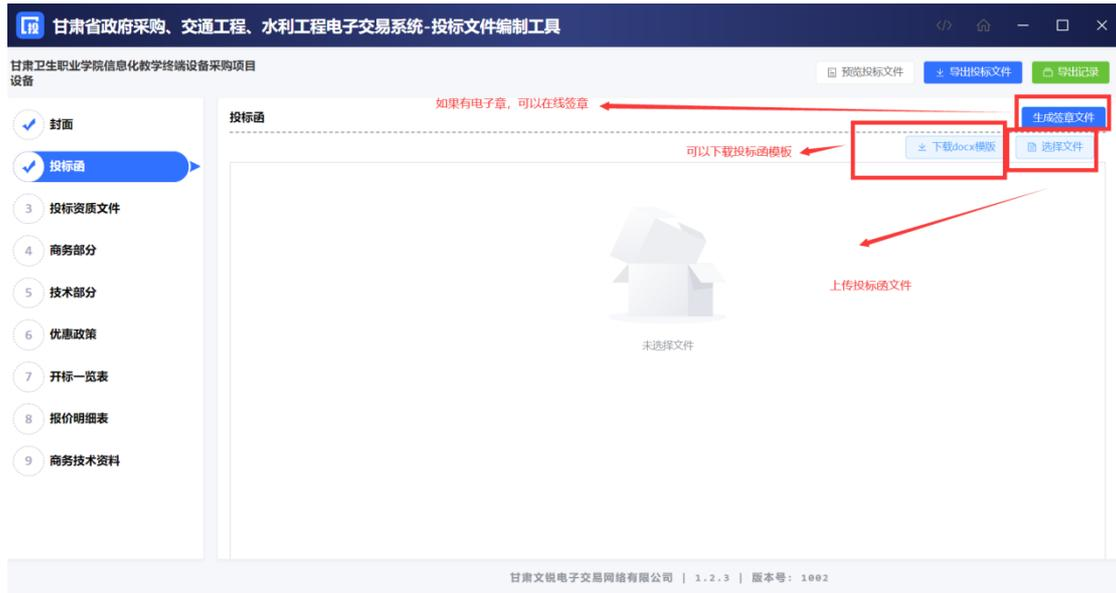 投 甘肃省政府采购、交通工程、水利工程电子交易系统-投标文件编制工具
甘肃卫生职业学院信息化教学终端设备采购项目
设备
预览投标文件 导出投标文件 导出记录
封面
投标函
3 投标资质文件
4 商务部分
5 技术部分
6 优惠政策
7 开标一览表
8 报价明细表
9 商务技术资料
投标函
如果有电子章，可以在线签章
生成签章文件
可以下载投标函模板
下载docx模版
选择文件
上传投标函文件
未选择文件
甘肃文锐电子交易网络有限公司 | 1.2.3 | 版本号: 1002